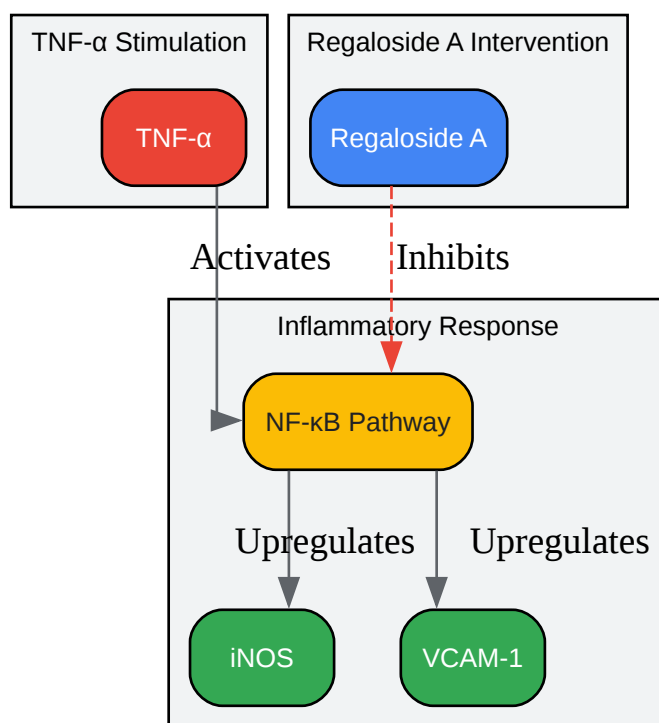 TNF-α Stimulation
Regaloside A Intervention
TNF-α
Regaloside A
Activates
Inhibits
Inflammatory Response
NF-κB Pathway
Upregulates
Upregulates
iNOS
VCAM-1